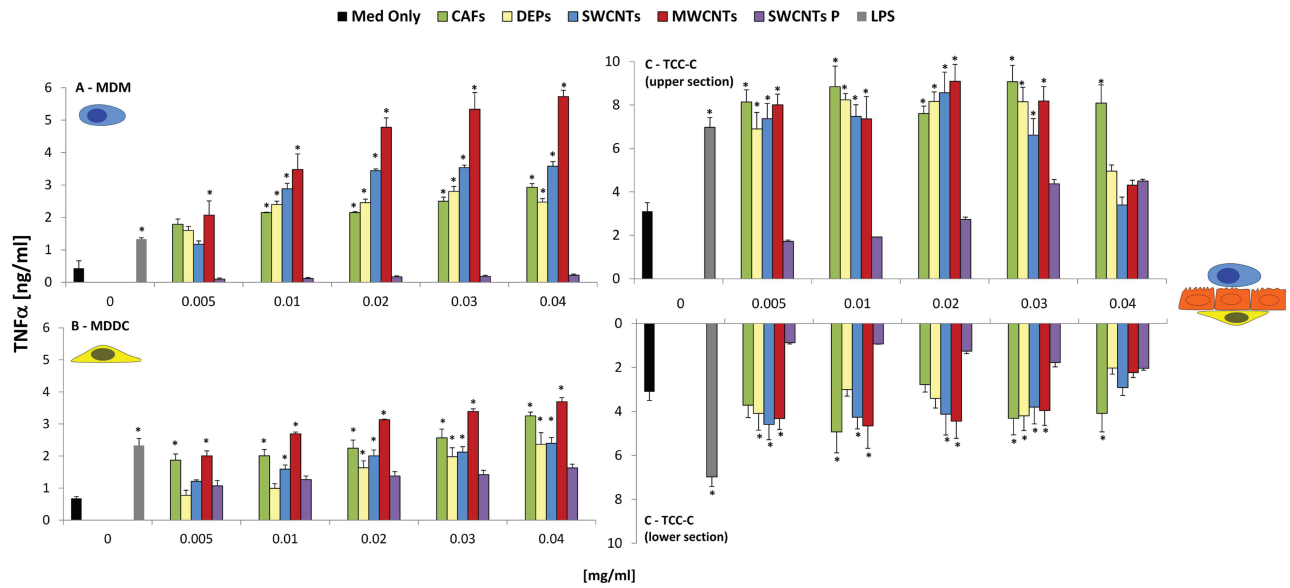 Med Only CAFs DEPs SWCNTs MWCNTs SWCNTs P LPS
TNFα [ng/ml]
A - MDM
6
5
4
3
2
1
0
* * * * * * * * * * * * * * * * * *
0 0.005 0.01 0.02 0.03 0.04
B - MDDC
6
5
4
3
2
1
0
* * * * * * * * * * * * * * * * * *
0 0.005 0.01 0.02 0.03 0.04
C - TCC-C
(upper section)
10
8
6
4
2
0
* * * * * * * * * * * * * * * * * *
0 0.005 0.01 0.02 0.03 0.04
0
2
4
6
8
10
* * * * * * * * * * * * * * *
C - TCC-C
(lower section)
[mg/ml]